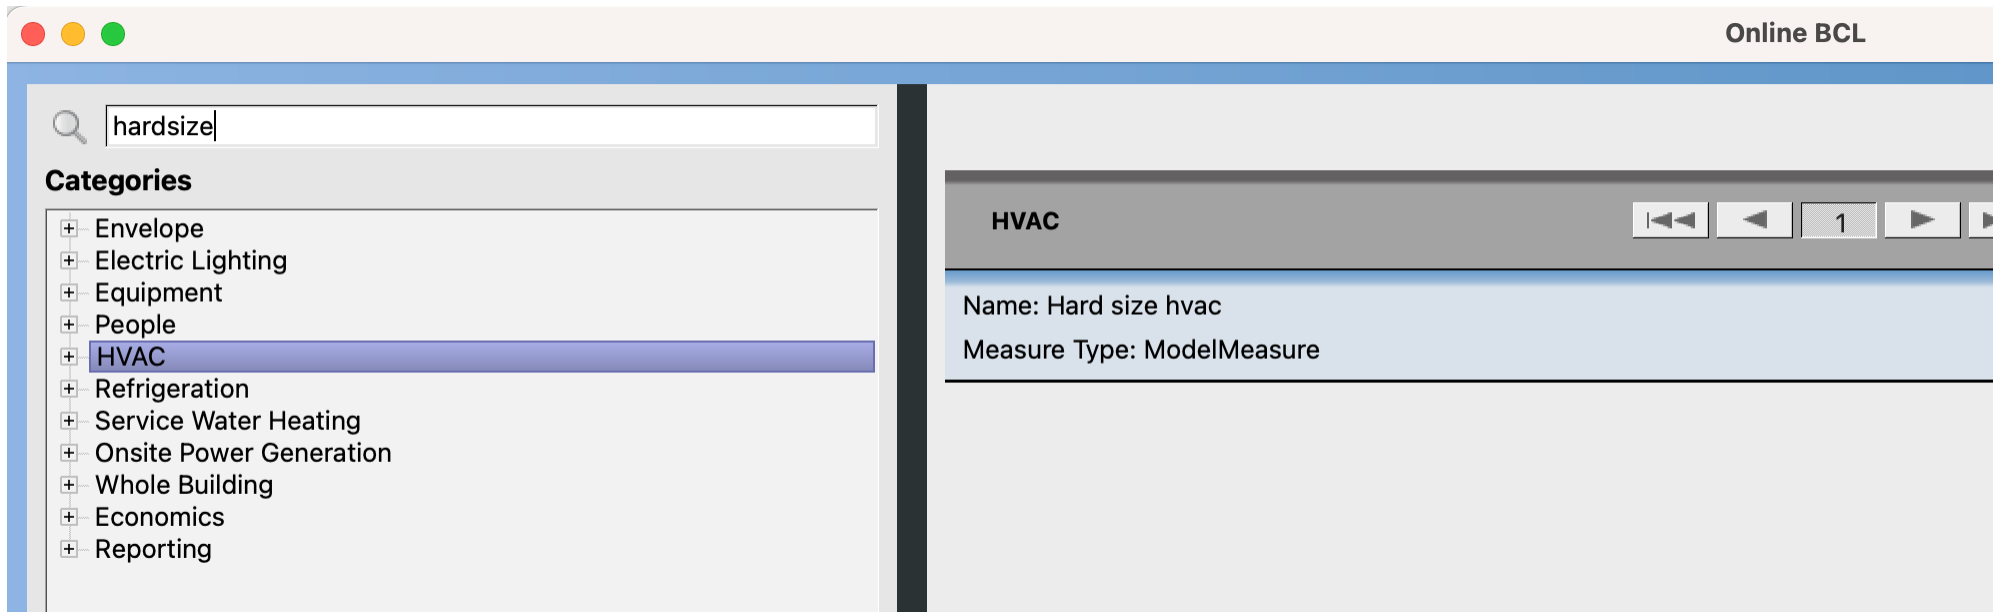 Online BCL
hardsize
Categories
Envelope
Electric Lighting
Equipment
People
HVAC
Refrigeration
Service Water Heating
Onsite Power Generation
Whole Building
Economics
Reporting
HVAC
1
Name: Hard size hvac
Measure Type: ModelMeasure